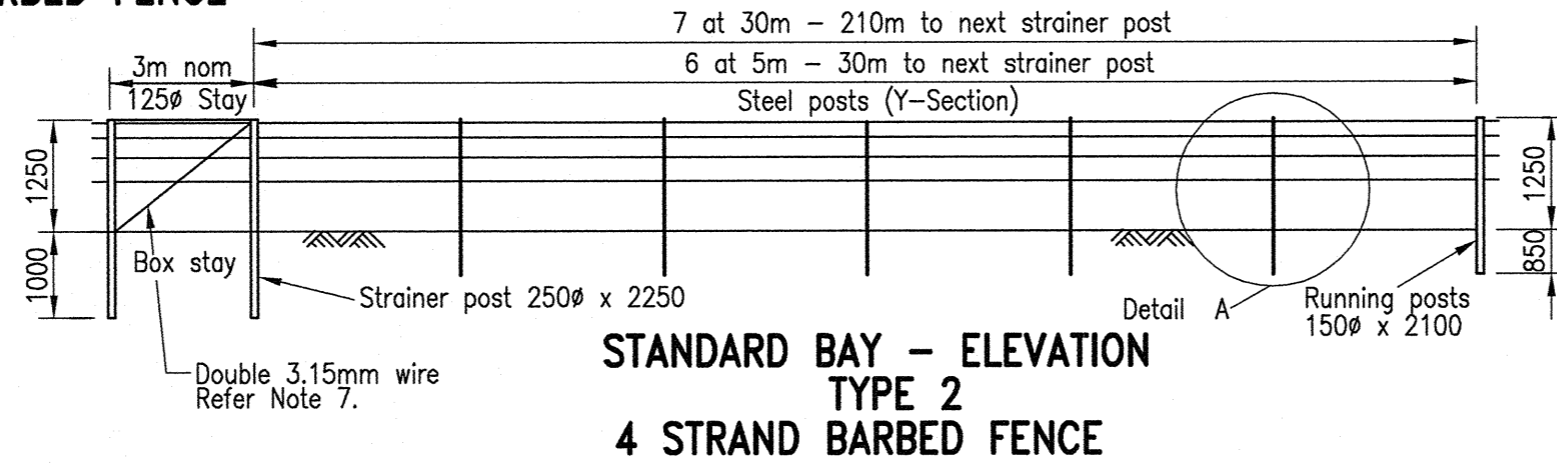 RBED FENCE
7 at 30m – 210m to next strainer post
3m nom
6 at 5m – 30m to next strainer post
125ø Stay
Steel posts (Y–Section)
1250
1250
1000
850
Box stay
Strainer post 250ø x 2250
Detail A
Running posts
150ø x 2100
Double 3.15mm wire
Refer Note 7.
STANDARD BAY – ELEVATION
TYPE 2
4 STRAND BARBED FENCE